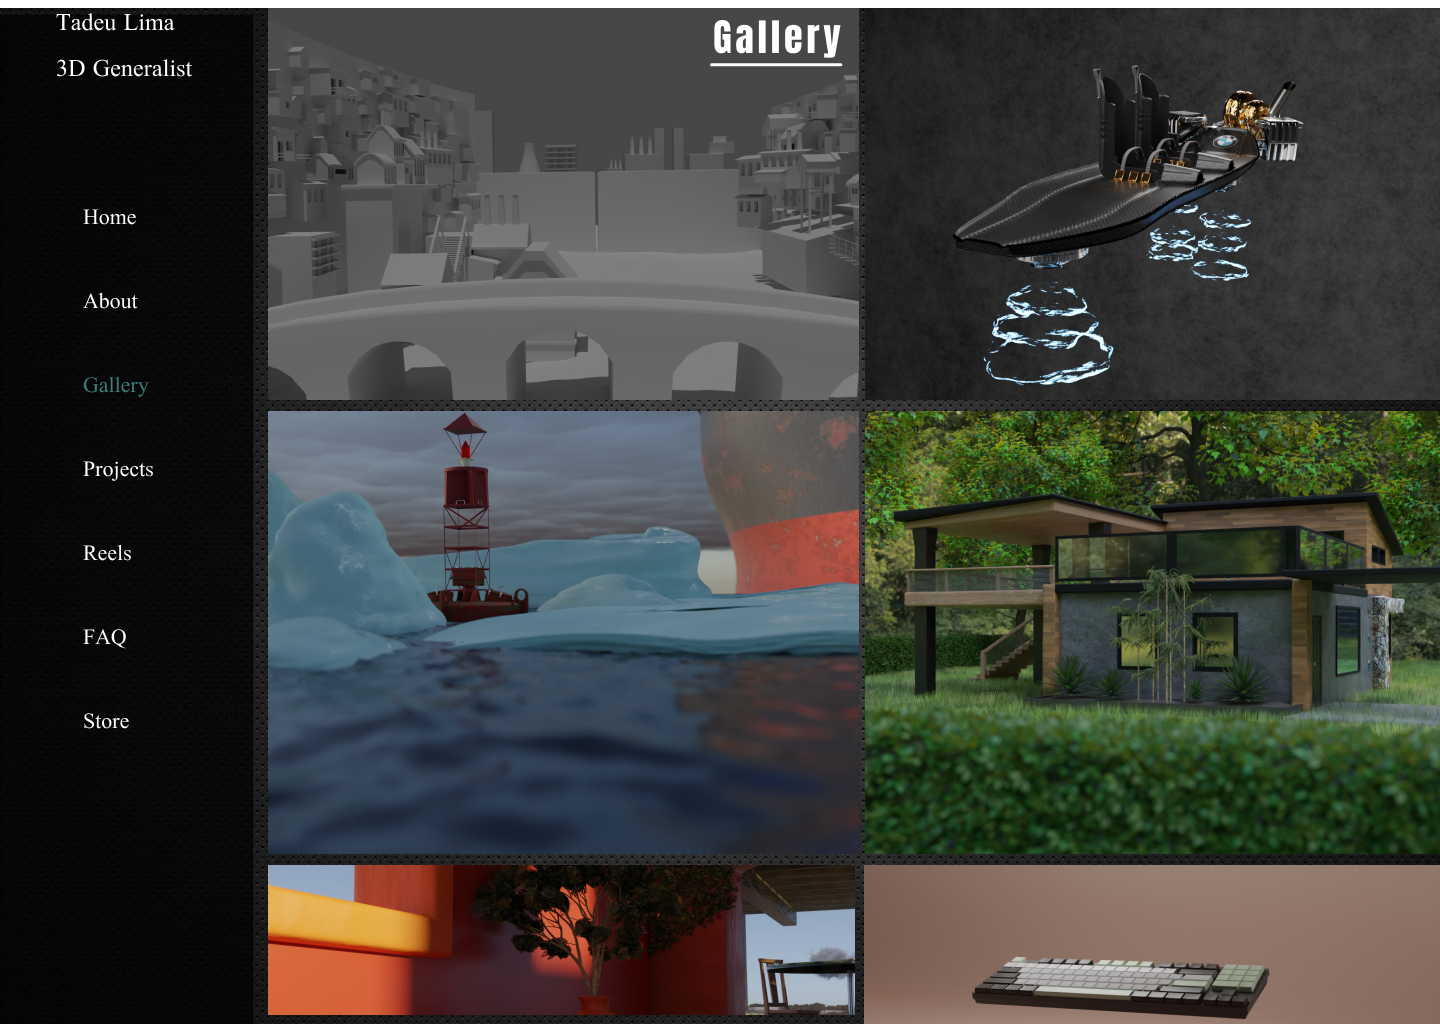 Tadeu Lima
3D Generalist
Home
About
Gallery
Projects
Reels
FAQ
Store
Gallery